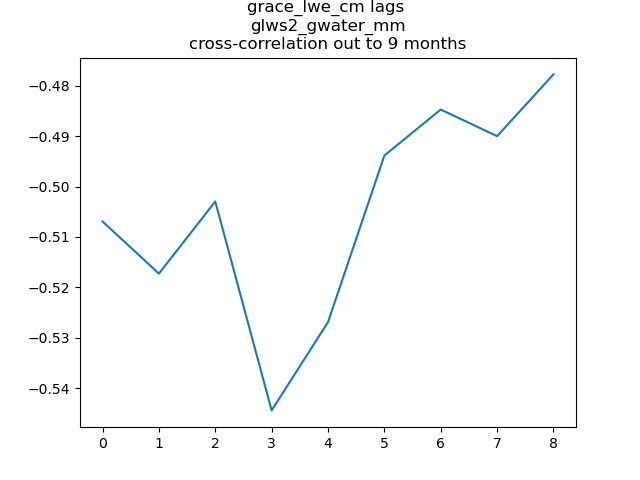 grace_lwe_cm lags
glws2_gwater_mm
cross-correlation out to 9 months
−0.48
−0.49
−0.50
−0.51
−0.52
−0.53
−0.54
0 1 2 3 4 5 6 7 8